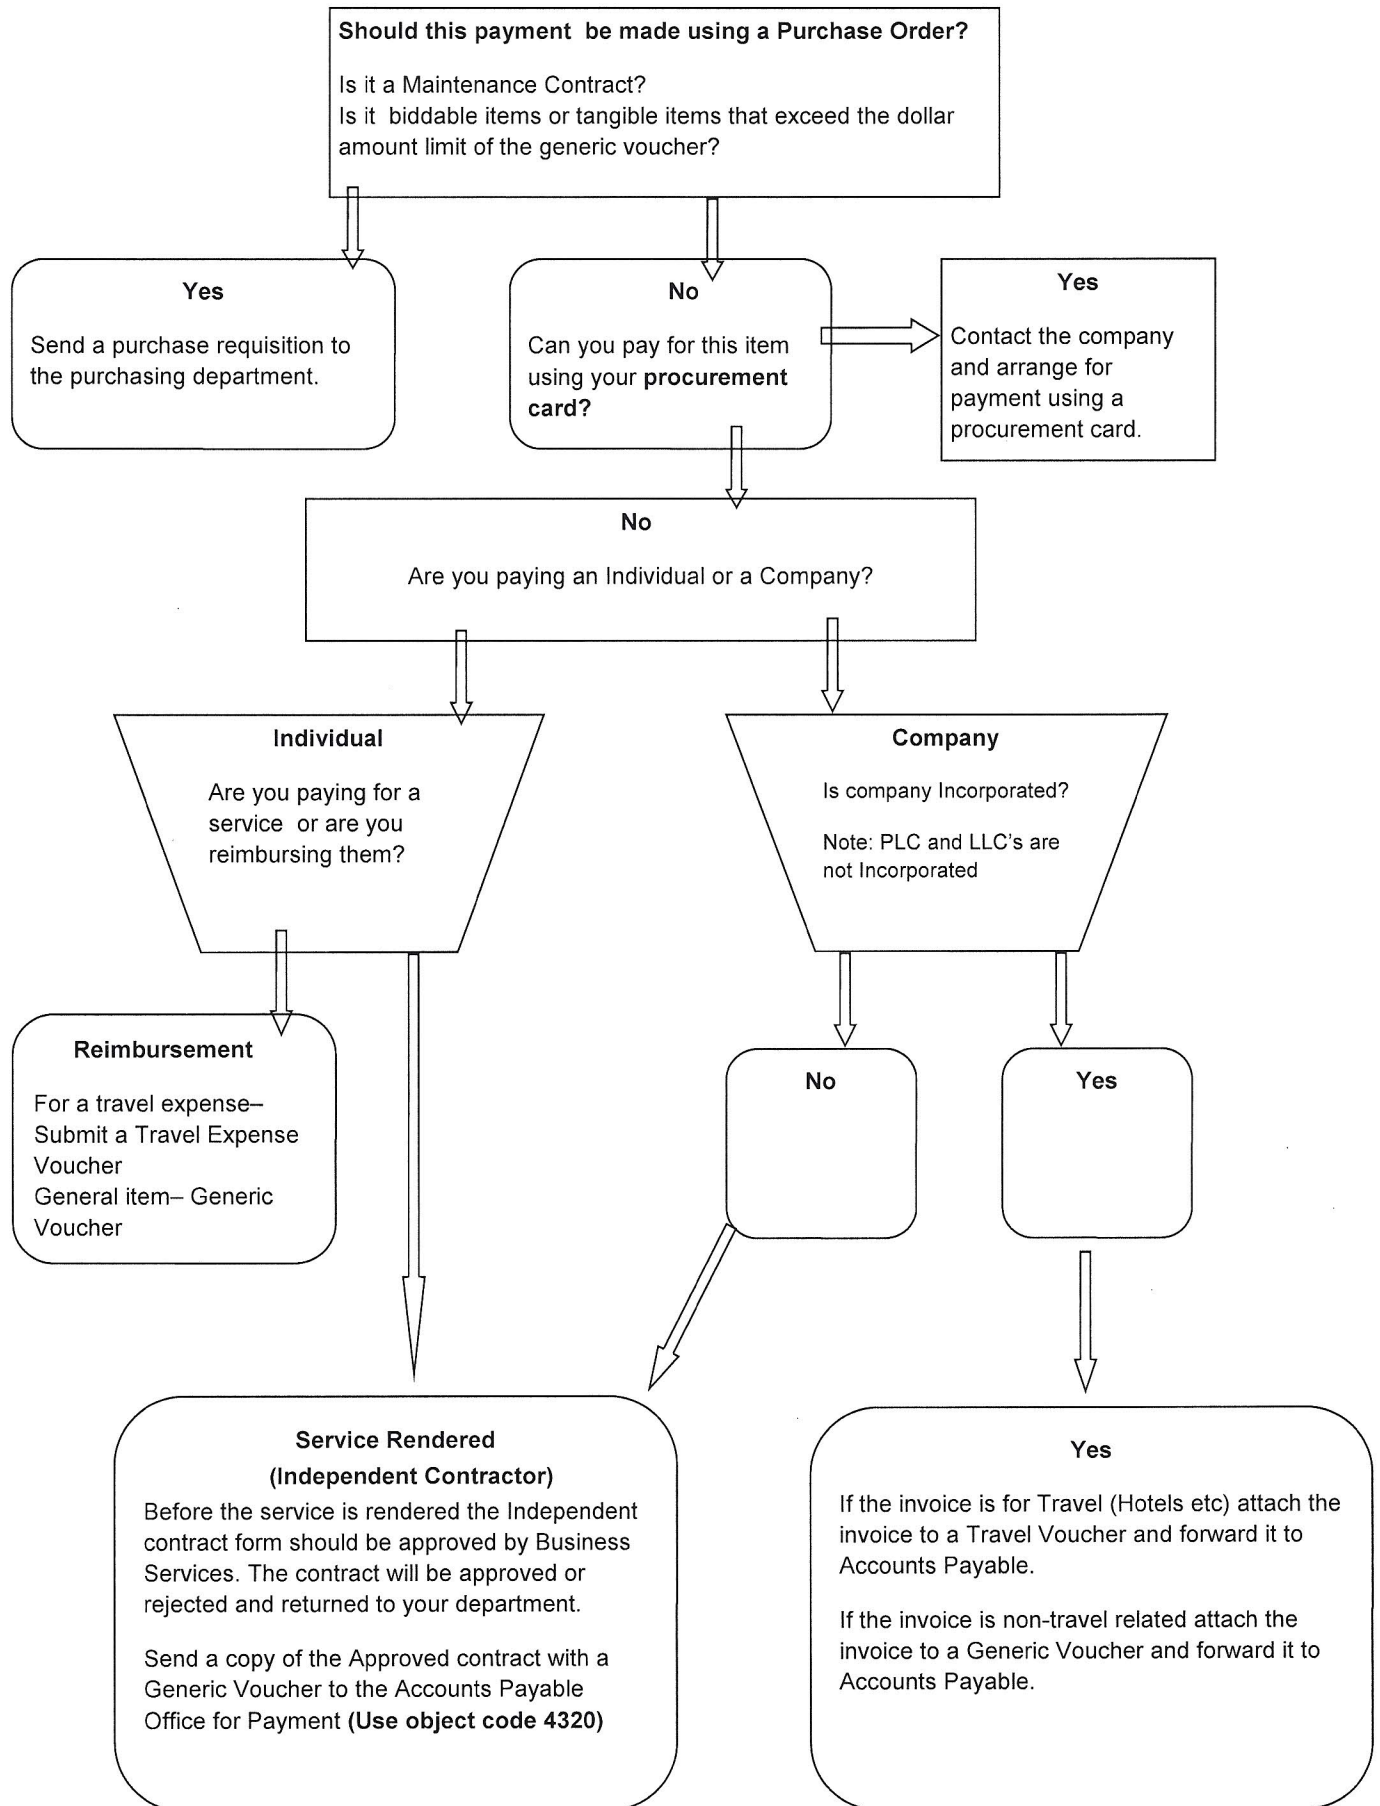 Should this payment  be made using a Purchase Order?
Is it a Maintenance Contract?
Is it  biddable items or tangible items that exceed the dollar
amount limit of the generic voucher?
Yes
Send a purchase requisition to
the purchasing department.
No
Can you pay for this item
using your procurement
card?
Yes
Contact the company
and arrange for
payment using a
procurement card.
No
Are you paying an Individual or a Company?
Individual
Are you paying for a
service  or are you
reimbursing them?
Company
Is company Incorporated?
Note: PLC and LLC's are
not Incorporated
Reimbursement
For a travel expense–
Submit a Travel Expense
Voucher
General item– Generic
Voucher
No
Yes
Service Rendered
(Independent Contractor)
Before the service is rendered the Independent
contract form should be approved by Business
Services. The contract will be approved or
rejected and returned to your department.
Send a copy of the Approved contract with a
Generic Voucher to the Accounts Payable
Office for Payment (Use object code 4320)
Yes
If the invoice is for Travel (Hotels etc) attach the
invoice to a Travel Voucher and forward it to
Accounts Payable.
If the invoice is non-travel related attach the
invoice to a Generic Voucher and forward it to
Accounts Payable.